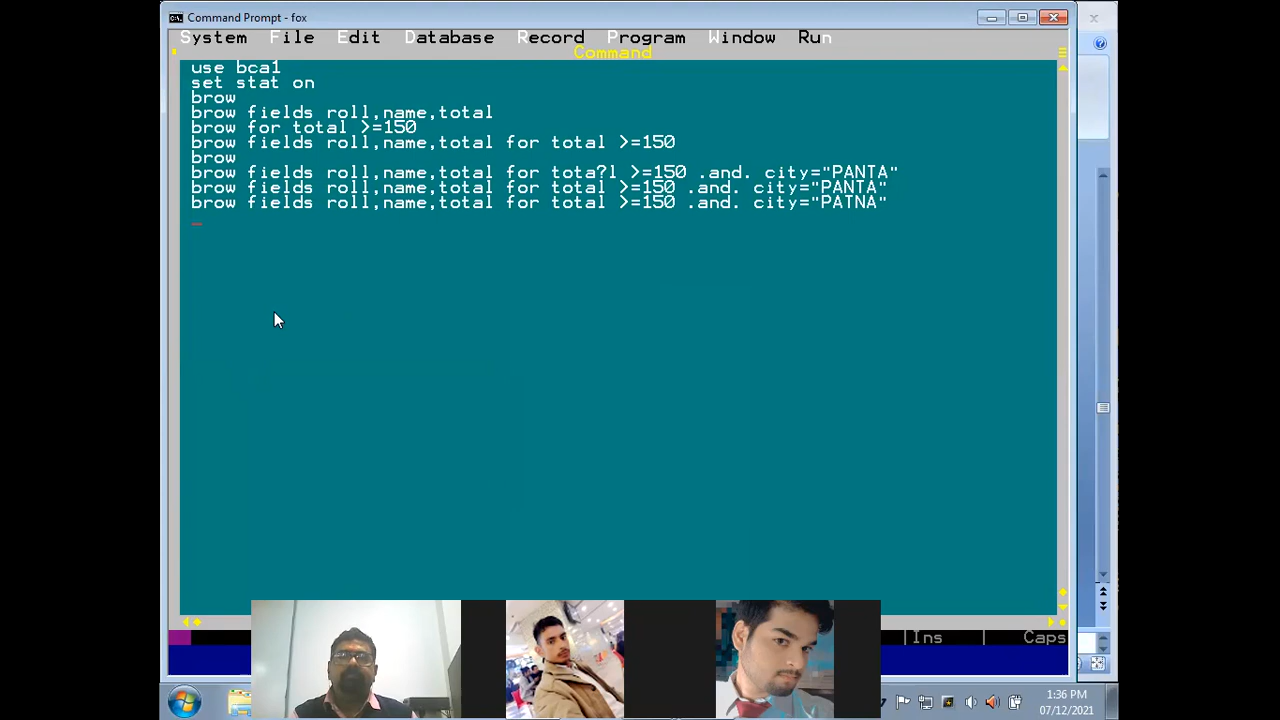 Command Prompt - fox
System File Edit Database Record Program Window Run
Command
use bca1
set stat on
brow
brow fields roll,name,total
brow for total >=150
brow fields roll,name,total for total >=150
brow
brow fields roll,name,total for tota?l >=150 .and. city="PANTA"
brow fields roll,name,total for total >=150 .and. city="PANTA"
brow fields roll,name,total for total >=150 .and. city="PATNA"
Ins Caps
1:36 PM
07/12/2021